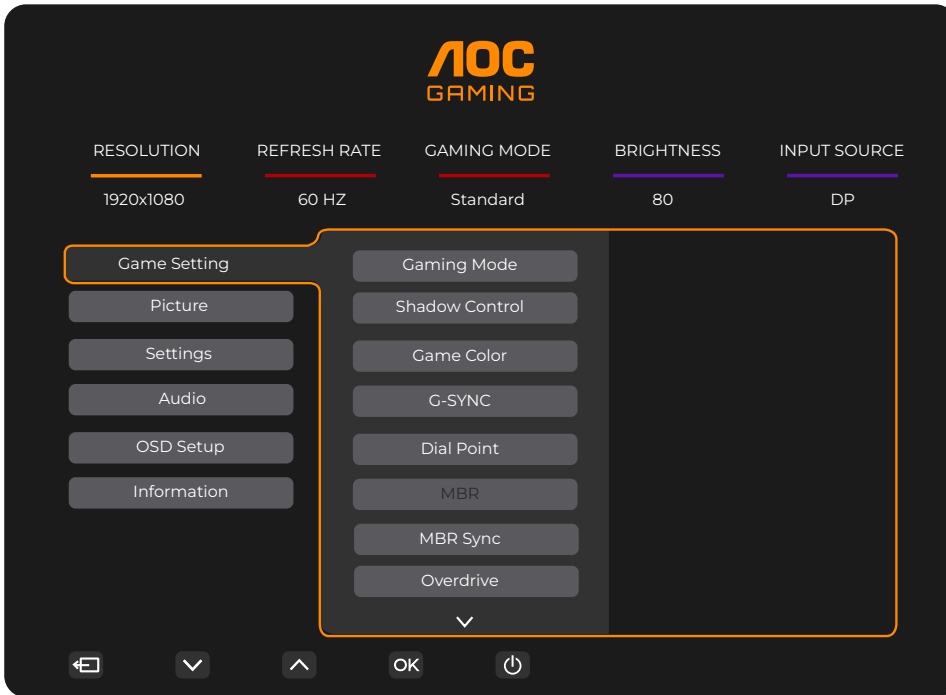 AOC
GAMING
RESOLUTION REFRESH RATE GAMING MODE BRIGHTNESS INPUT SOURCE
1920x1080 60 HZ Standard 80 DP
Game Setting
Picture
Settings
Audio
OSD Setup
Information
Gaming Mode
Shadow Control
Game Color
G-SYNC
Dial Point
MBR
MBR Sync
Overdrive
OK